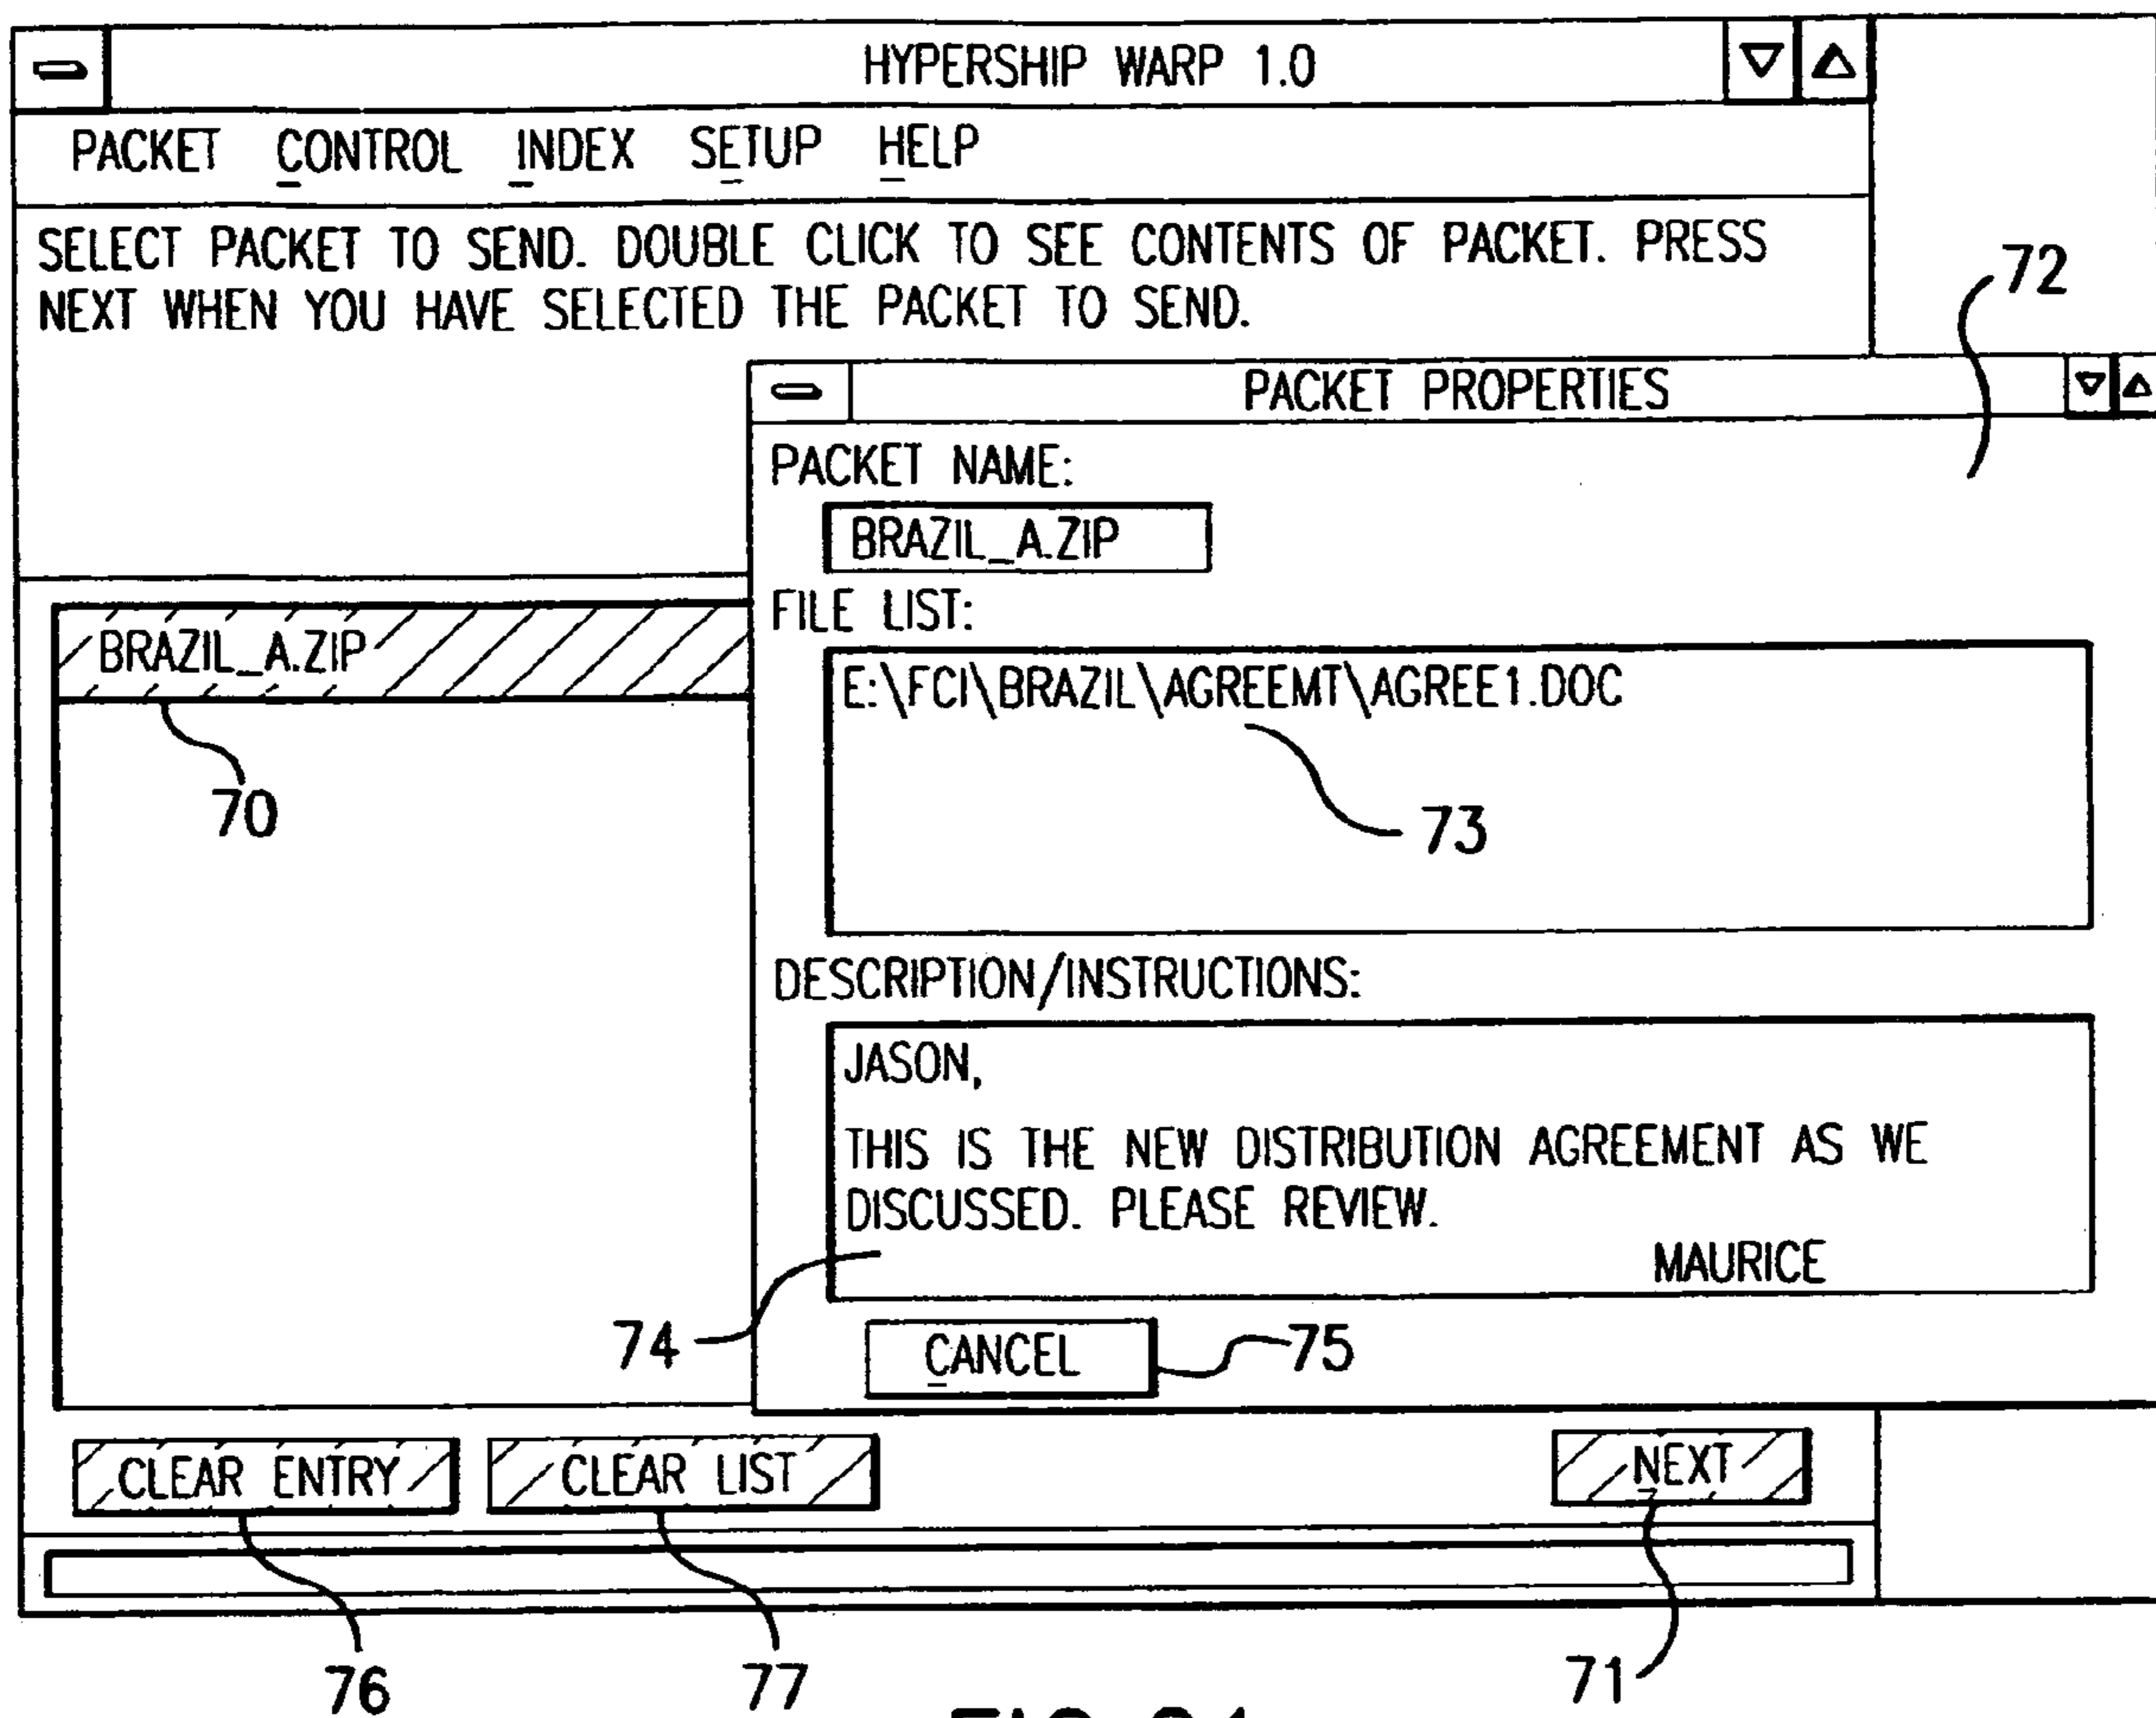 HYPERSHIP WARP 1.0
PACKET CONTROL INDEX SETUP HELP
SELECT PACKET TO SEND. DOUBLE CLICK TO SEE CONTENTS OF PACKET. PRESS
NEXT WHEN YOU HAVE SELECTED THE PACKET TO SEND.
72
PACKET PROPERTIES
PACKET NAME:
BRAZIL_A.ZIP
FILE LIST:
BRAZIL_A.ZIP
70
E:\FCI\BRAZIL\AGREEMT\AGREE1.DOC
73
DESCRIPTION/INSTRUCTIONS:
JASON,
THIS IS THE NEW DISTRIBUTION AGREEMENT AS WE
DISCUSSED. PLEASE REVIEW.
MAURICE
74
CANCEL
75
CLEAR ENTRY
CLEAR LIST
NEXT
76
77
71